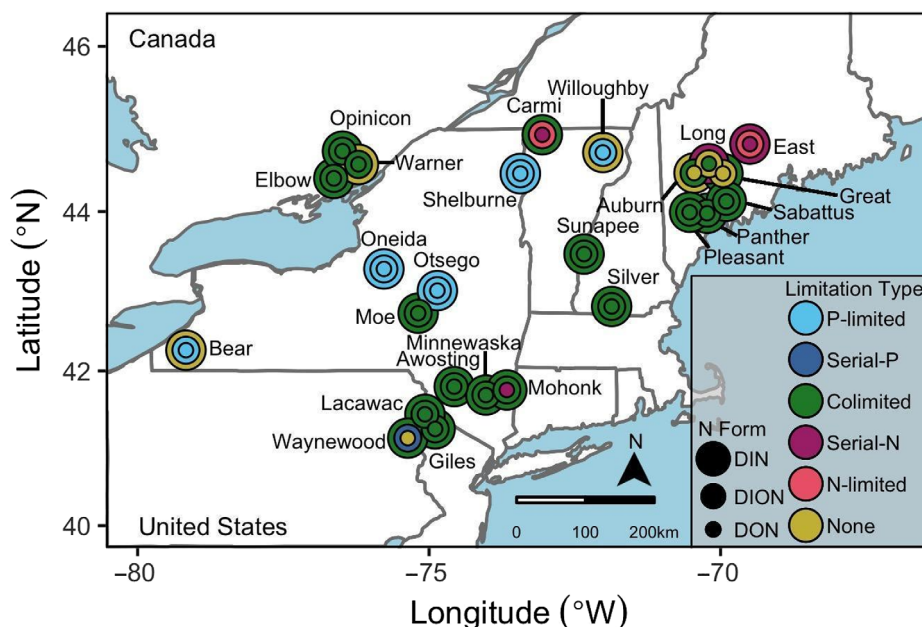 46
44
42
40
Latitude (°N)
−80
−75
−70
Longitude (°W)
Canada
United States
Willoughby
Carmi
Opinicon
Long
East
Warner
Elbow
Shelburne
Auburn
Great
Sabattus
Sunapee
Panther
Pleasant
Oneida
Otsego
Silver
Moe
Bear
Minnewaska
Awosting
Mohonk
Lacawac
Waynewood
Giles
N
0 100 200km
Limitation Type
P-limited
Serial-P
Colimited
Serial-N
N-limited
None
N Form
DIN
DION
DON